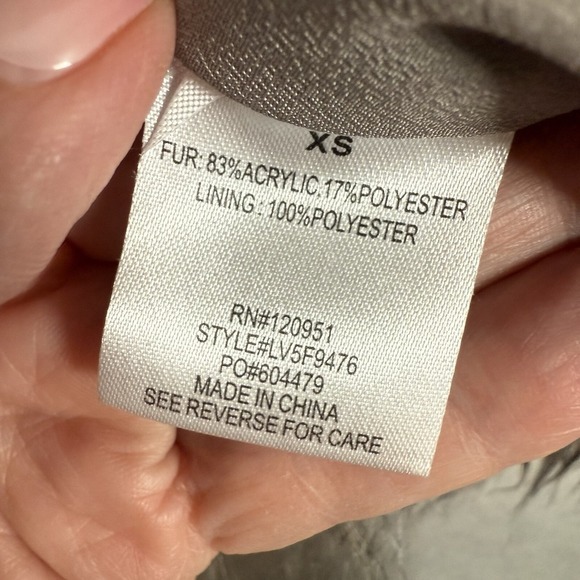 XS
FUR: 83%ACRYLIC.17%POLYESTER
LINING: 100%POLYESTER
RN#120951
STYLE#LV5F9476
PO#604479
MADE IN CHINA
SEE REVERSE FOR CARE